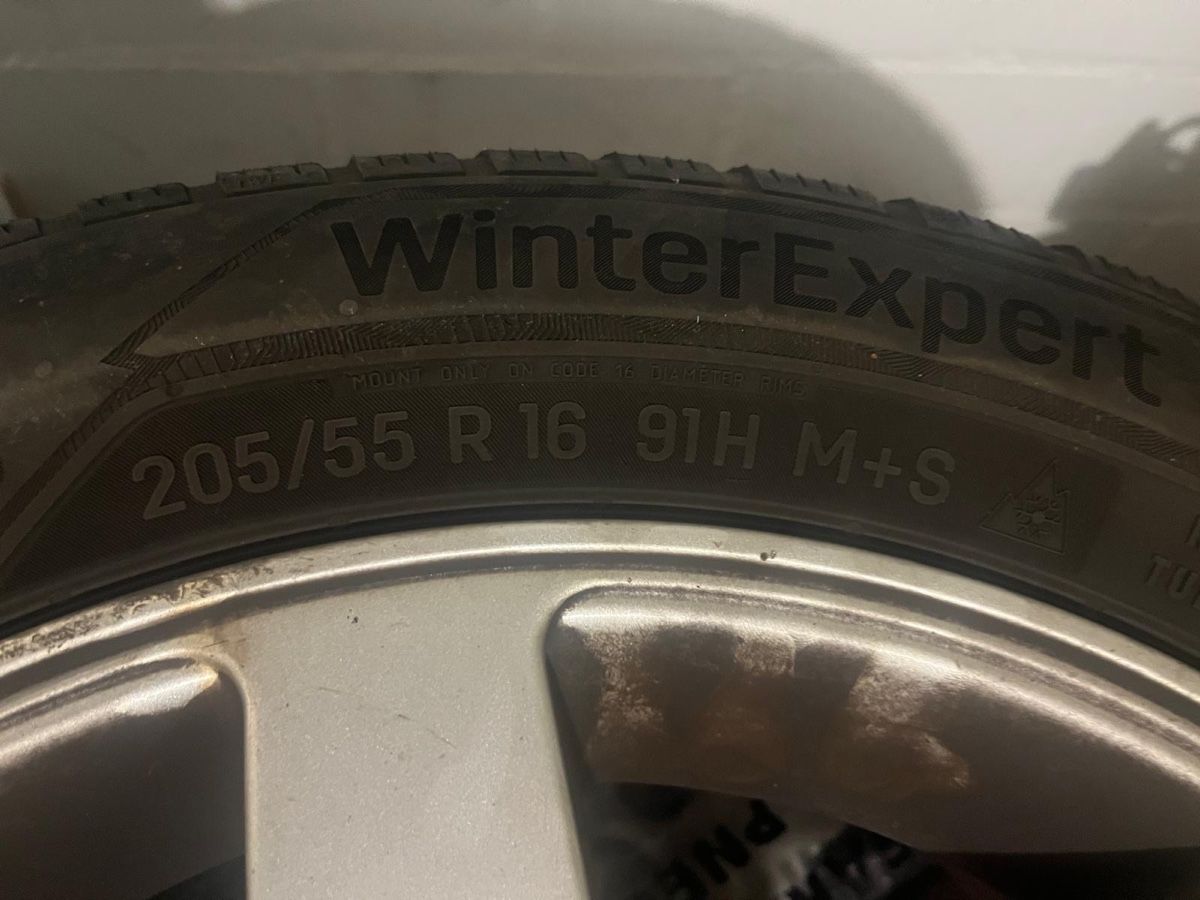 WinterExpert
MOUNT ONLY ON CODE 16 DIAMETER RIMS
205/55 R 16 91H M+S